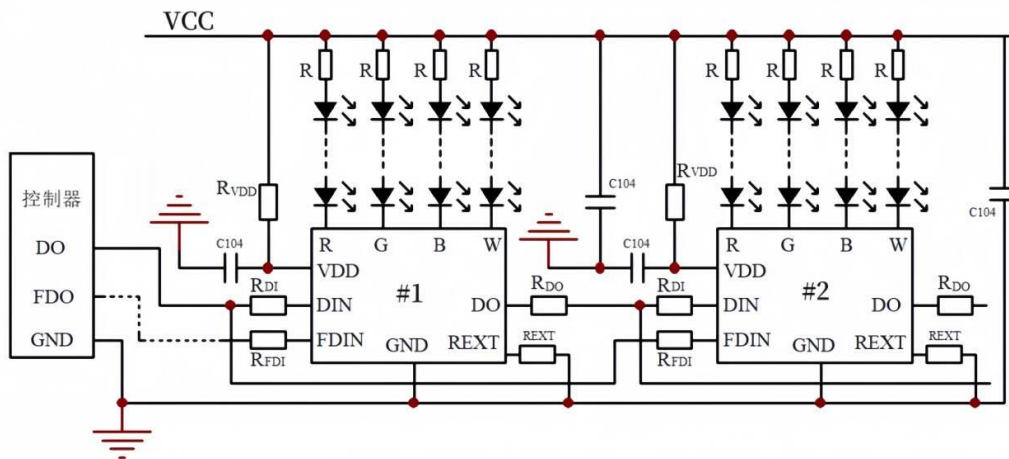 VCC
R R R R R R R R
控制器
RVDD
C104
RVDD
C104
C104
C104
DO
FDO
GND
R G B W
VDD
DIN
FDIN
#1
DO
GND
REXT
RDI
RFDI
RDO
REXT
R G B W
VDD
DIN
FDIN
#2
DO
GND
REXT
RDI
RFDI
RDO
REXT